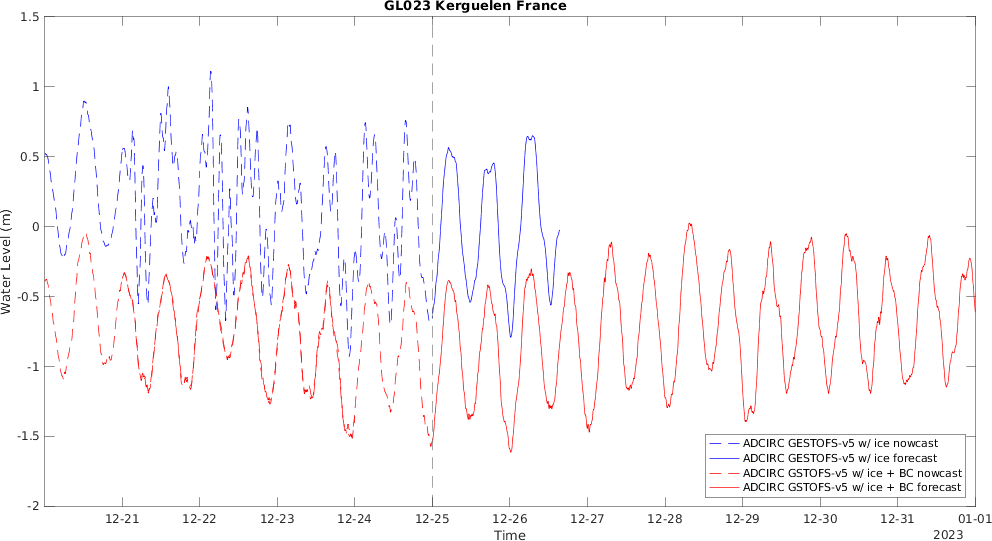 GL023 Kerguelen France
Water Level (m)
1.5
1
0.5
0
-0.5
-1
-1.5
-2
ADCIRC GESTOFS-v5 w/ ice nowcast
ADCIRC GESTOFS-v5 w/ ice forecast
ADCIRC GSTOFS-v5 w/ ice + BC nowcast
ADCIRC GSTOFS-v5 w/ ice + BC forecast
12-21 12-22 12-23 12-24 12-25 12-26 12-27 12-28 12-29 12-30 12-31 01-01
Time
2023